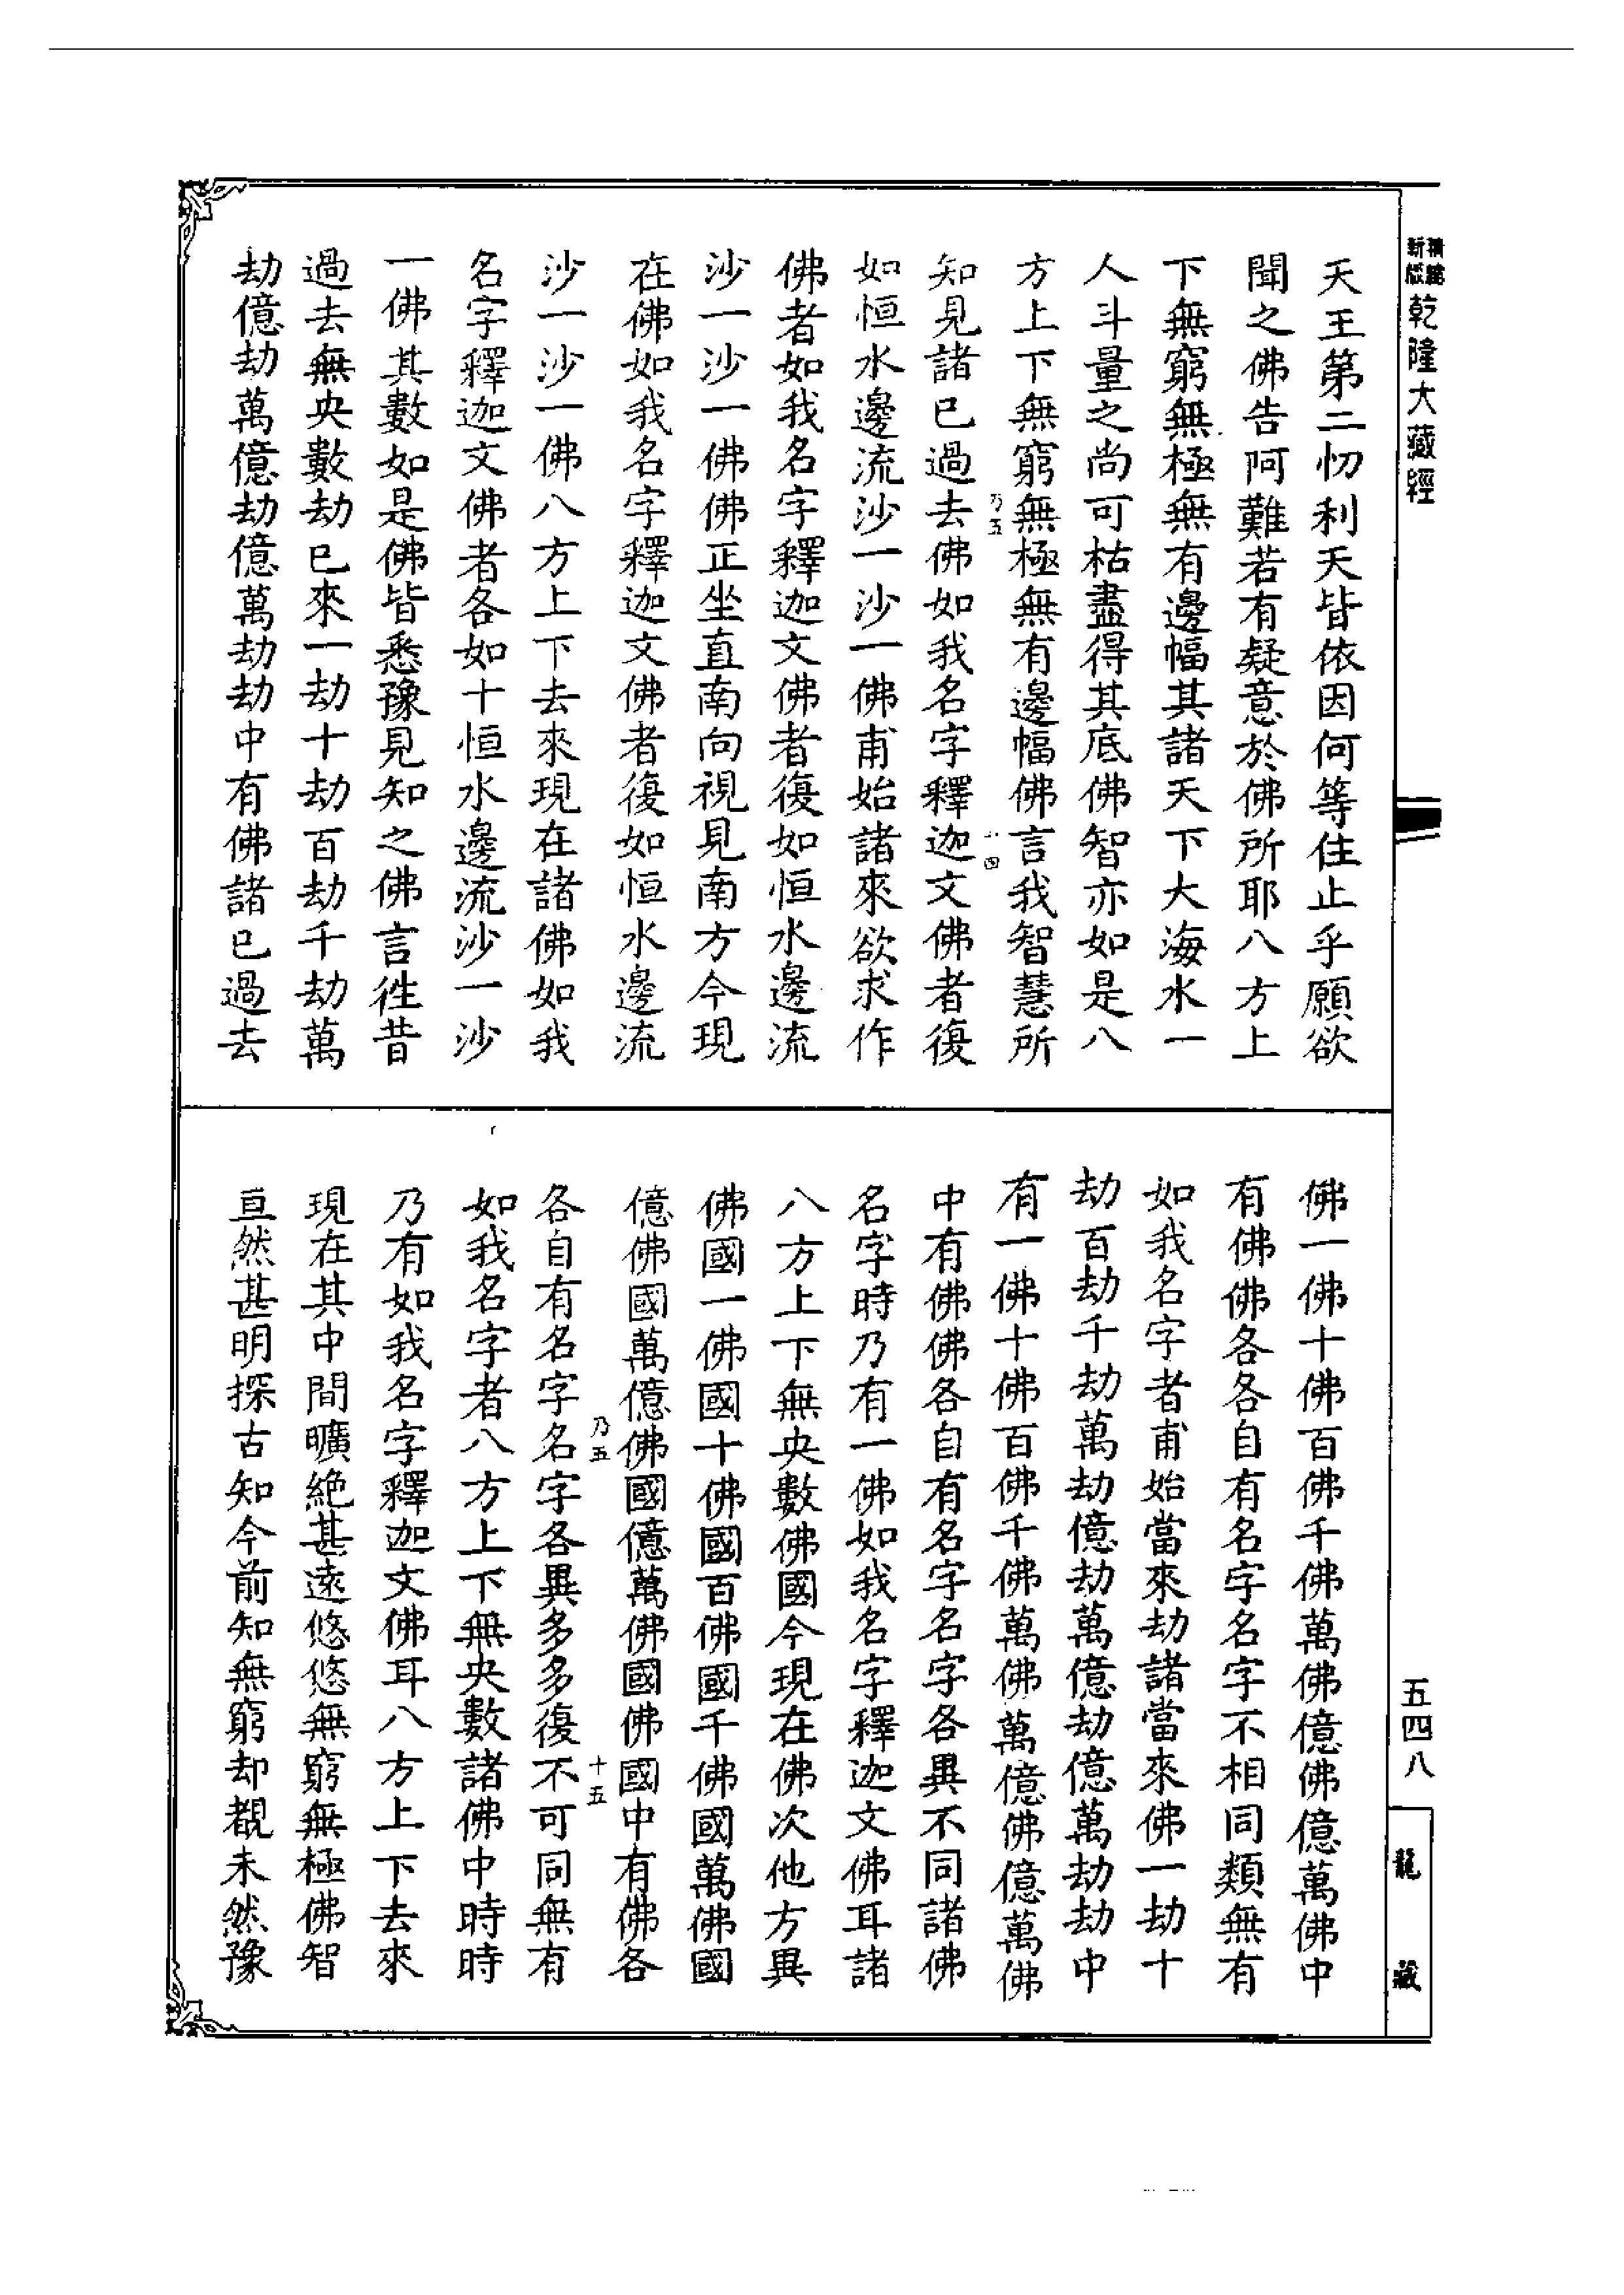 乾隆大藏經
天王第二忉利天皆依因何等住止乎願欲
聞之佛告阿難若有疑意於佛所耶八方上
下無窮無極無有邊幅其諸天下大海水一
人斗量之尚可枯盡得其底佛智亦如是八
方上下無窮無極無有邊幅佛言我智慧所
乃五
十四
知見諸已過去佛如我名字釋迦文佛者復
如恒水邊流沙一沙一佛甫始諸來欲求作
佛者如我名字釋迦文佛者復如恒水邊流
沙一沙一佛佛正坐直南向視見南方今現
在佛如我名字釋迦文佛者復如恒水邊流
沙一沙一佛八方上下去來現在諸佛如我
名字釋迦文佛者各如十恒水邊流沙一沙
一佛其數如是佛皆悉豫見知之佛言徃昔
過去無央數劫已來一劫十劫百劫千劫萬
劫億劫萬億劫億萬劫劫中有佛諸已過去
佛一佛十佛百佛千佛萬佛億佛億萬佛中
有佛佛各各自有名字名字不相同類無有
如我名字者甫始當來劫諸當來佛一劫十
劫百劫千劫萬劫億劫萬億劫億萬劫劫中
有一佛十佛百佛千佛萬佛萬億佛億萬佛
中有佛佛各自有名字名字各異不同諸佛
名字時乃有一佛如我名字釋迦文佛耳諸
八方上下無央數佛國今現在佛次他方異
佛國一佛國十佛國百佛國千佛國萬佛國
億佛國萬億佛國億萬佛國佛國中有佛各
乃五
十五
各自有名字名字各異多多復不可同無有
如我名字者八方上下無央數諸佛中時時
乃有如我名字釋迦文佛耳八方上下去來
現在其中間曠絶甚遠悠悠無窮無極佛智
亘然甚明探古知今前知無窮却覩未然豫
五四八
龍藏